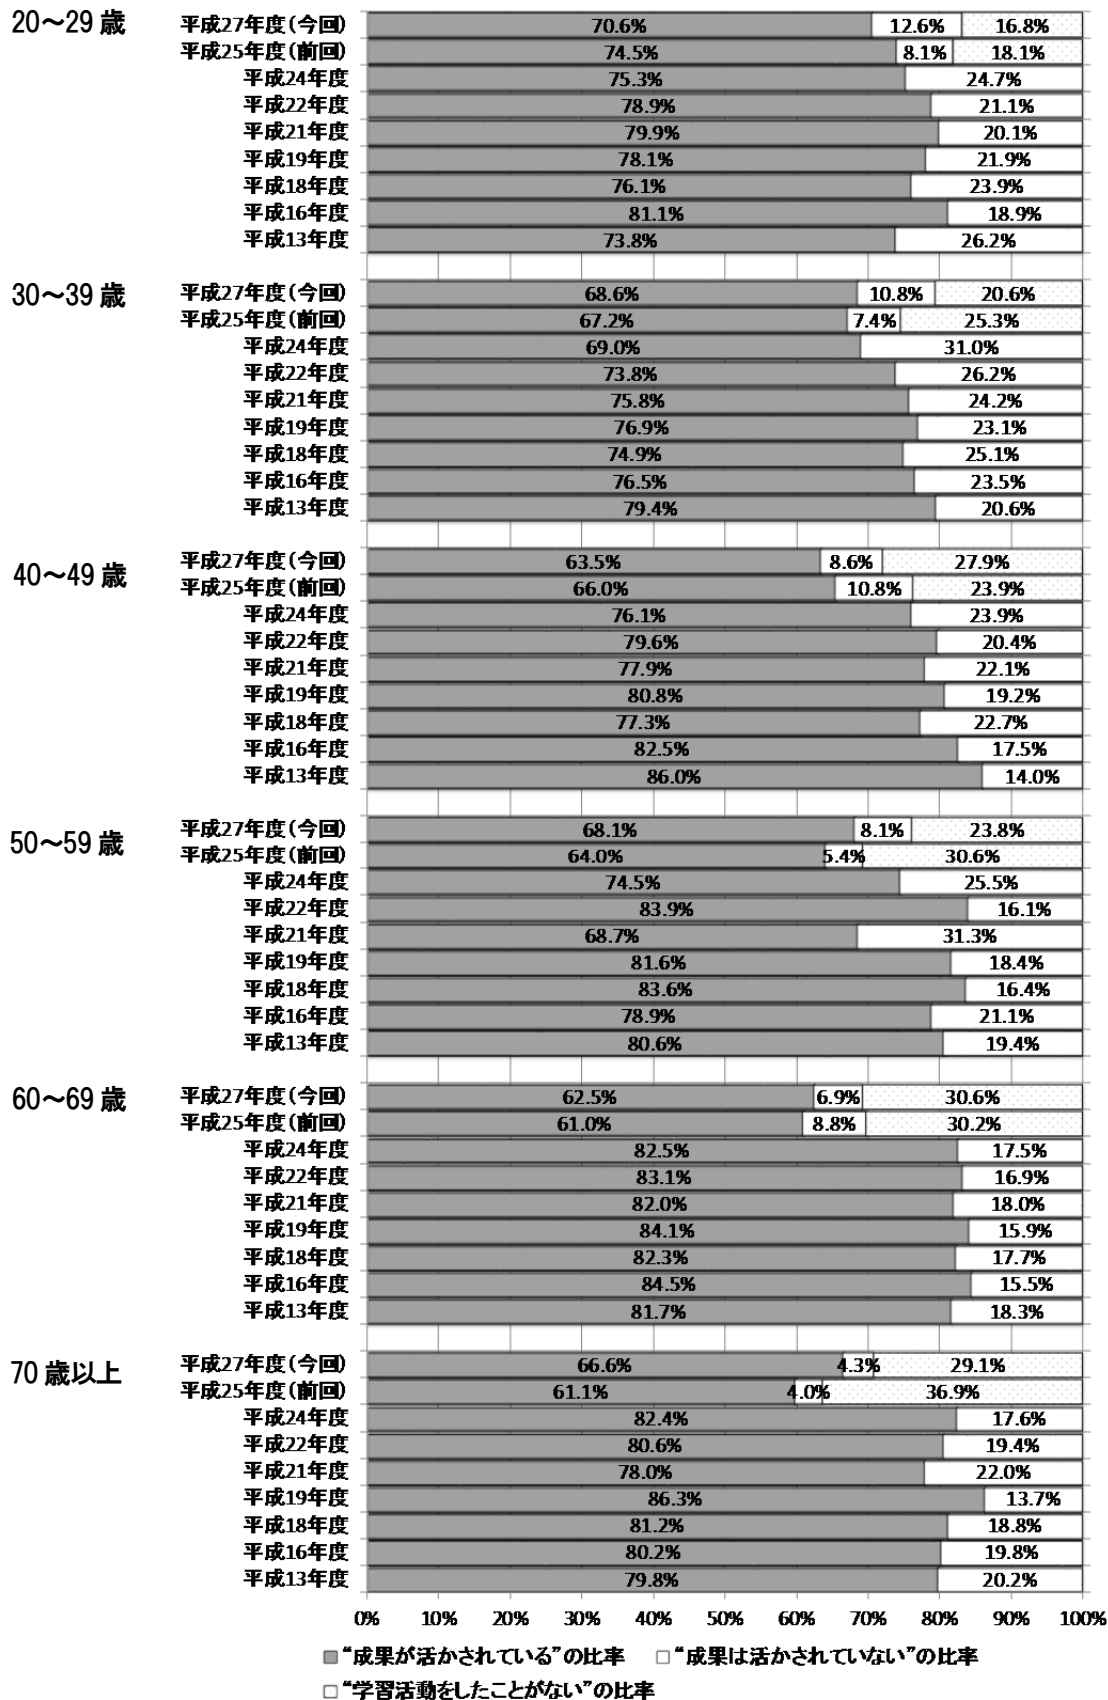 20～29 歳
平成27年度(今回) 70.6% 12.6% 16.8%
平成25年度(前回) 74.5% 8.1% 18.1%
平成24年度 75.3% 24.7%
平成22年度 78.9% 21.1%
平成21年度 79.9% 20.1%
平成19年度 78.1% 21.9%
平成18年度 76.1% 23.9%
平成16年度 81.1% 18.9%
平成13年度 73.8% 26.2%
30～39 歳
平成27年度(今回) 68.6% 10.8% 20.6%
平成25年度(前回) 67.2% 7.4% 25.3%
平成24年度 69.0% 31.0%
平成22年度 73.8% 26.2%
平成21年度 75.8% 24.2%
平成19年度 76.9% 23.1%
平成18年度 74.9% 25.1%
平成16年度 76.5% 23.5%
平成13年度 79.4% 20.6%
40～49 歳
平成27年度(今回) 63.5% 8.6% 27.9%
平成25年度(前回) 66.0% 10.8% 23.9%
平成24年度 76.1% 23.9%
平成22年度 79.6% 20.4%
平成21年度 77.9% 22.1%
平成19年度 80.8% 19.2%
平成18年度 77.3% 22.7%
平成16年度 82.5% 17.5%
平成13年度 86.0% 14.0%
50～59 歳
平成27年度(今回) 68.1% 8.1% 23.8%
平成25年度(前回) 64.0% 5.4% 30.6%
平成24年度 74.5% 25.5%
平成22年度 83.9% 16.1%
平成21年度 68.7% 31.3%
平成19年度 81.6% 18.4%
平成18年度 83.6% 16.4%
平成16年度 78.9% 21.1%
平成13年度 80.6% 19.4%
60～69 歳
平成27年度(今回) 62.5% 6.9% 30.6%
平成25年度(前回) 61.0% 8.8% 30.2%
平成24年度 82.5% 17.5%
平成22年度 83.1% 16.9%
平成21年度 82.0% 18.0%
平成19年度 84.1% 15.9%
平成18年度 82.3% 17.7%
平成16年度 84.5% 15.5%
平成13年度 81.7% 18.3%
70 歳以上
平成27年度(今回) 66.6% 4.3% 29.1%
平成25年度(前回) 61.1% 4.0% 36.9%
平成24年度 82.4% 17.6%
平成22年度 80.6% 19.4%
平成21年度 78.0% 22.0%
平成19年度 86.3% 13.7%
平成18年度 81.2% 18.8%
平成16年度 80.2% 19.8%
平成13年度 79.8% 20.2%
0% 10% 20% 30% 40% 50% 60% 70% 80% 90% 100%
“成果が活かされている”の比率 “成果は活かされていない”の比率
“学習活動をしたことがない”の比率